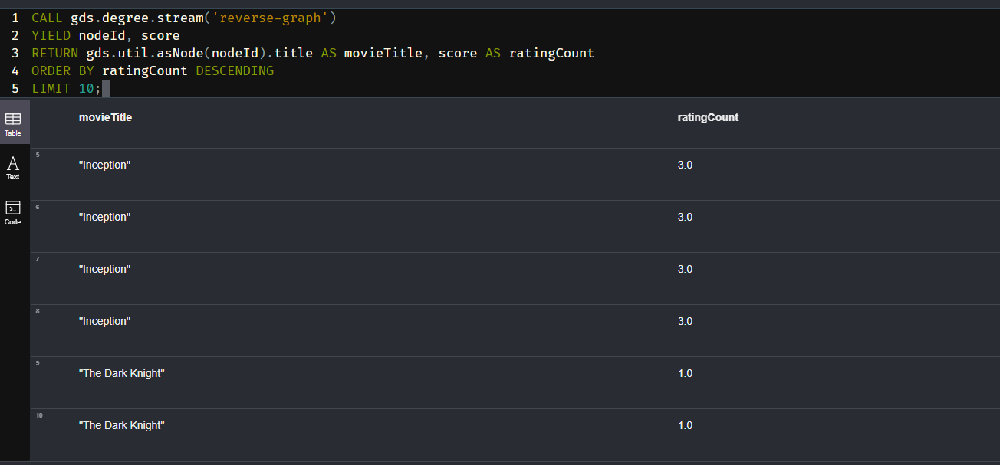 1 CALL gds.degree.stream('reverse-graph')
2 YIELD nodeId, score
3 RETURN gds.util.asNode(nodeId).title AS movieTitle, score AS ratingCount
4 ORDER BY ratingCount DESCENDING
5 LIMIT 10;
Table
Text
Code
movieTitle ratingCount
5 "Inception" 3.0
6 "Inception" 3.0
7 "Inception" 3.0
8 "Inception" 3.0
9 "The Dark Knight" 1.0
10 "The Dark Knight" 1.0